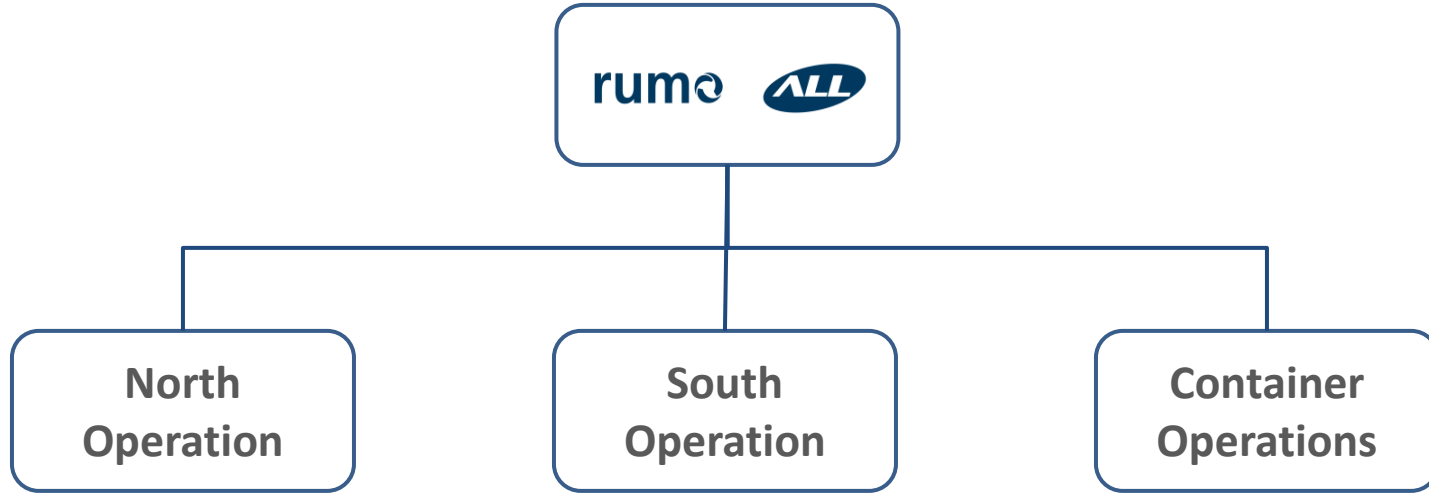 rumo ALL
North
Operation
South
Operation
Container
Operations